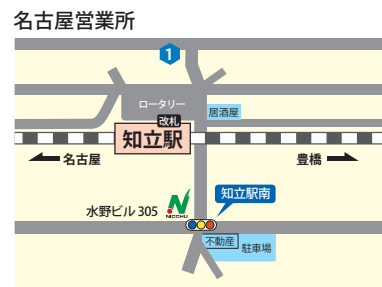 名古屋営業所
1
ロータリー
居酒屋
改札
知立駅
名古屋
豊橋
知立駅南
水野ビル 305
NICCHU
不動産
駐車場